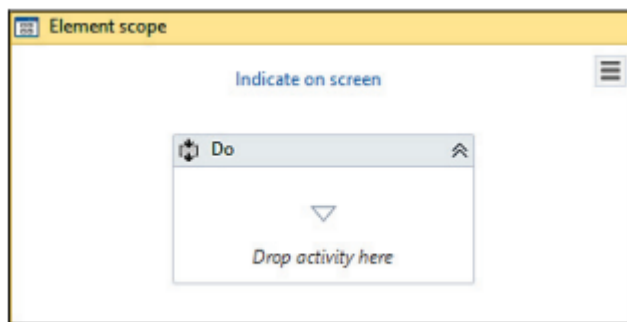 Element scope
Indicate on screen
Do
Drop activity here